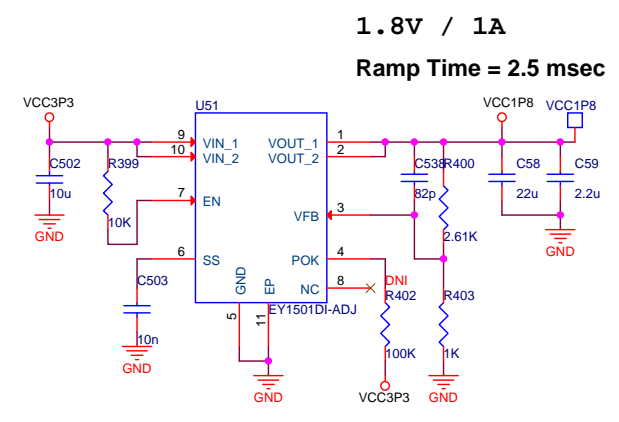 1.8V / 1A
Ramp Time = 2.5 msec
VCC3P3
U51
VCC1P8
VCC1P8
9
VIN_1
VOUT_1
1
10
VIN_2
VOUT_2
2
C502
R399
C538
R400
C58
C59
10u
7
EN
82p
22u
2.2u
10K
VFB
3
GND
2.61K
GND
6
SS
POK
4
C503
GND
EP
NC
8
DNI
R402
R403
EY1501DI-ADJ
5
11
10n
100K
1K
GND
GND
VCC3P3
GND